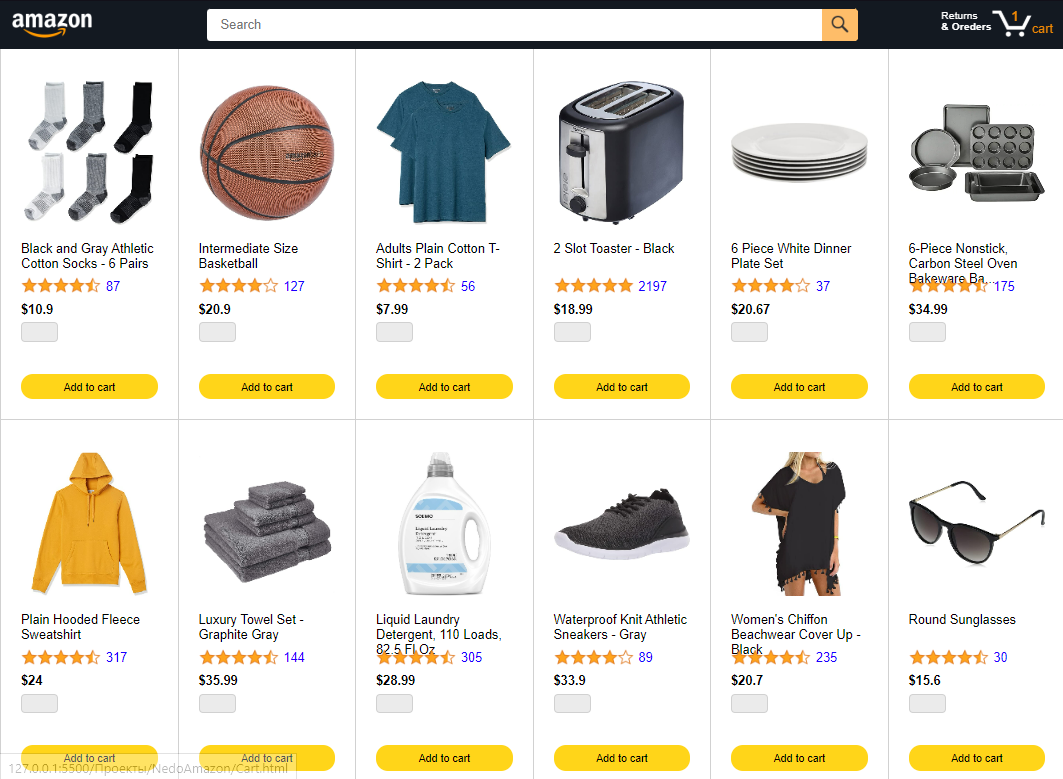 amazon
Search
Returns
& Oreders
1
cart
Black and Gray Athletic
Cotton Socks - 6 Pairs
87
$10.9
Add to cart
Intermediate Size
Basketball
127
$20.9
Add to cart
Adults Plain Cotton T-
Shirt - 2 Pack
56
$7.99
Add to cart
2 Slot Toaster - Black
2197
$18.99
Add to cart
6 Piece White Dinner
Plate Set
37
$20.67
Add to cart
6-Piece Nonstick,
Carbon Steel Oven
Bakeware Ba...
175
$34.99
Add to cart
Plain Hooded Fleece
Sweatshirt
317
$24
Add to cart
Luxury Towel Set -
Graphite Gray
144
$35.99
Add to cart
SOLIMO
Liquid Laundry
Detergent
Liquid Laundry
Detergent, 110 Loads,
82.5 Fl Oz
305
$28.99
Add to cart
Waterproof Knit Athletic
Sneakers - Gray
89
$33.9
Add to cart
Women's Chiffon
Beachwear Cover Up -
Black
235
$20.7
Add to cart
Round Sunglasses
30
$15.6
Add to cart
127.0.0.1:5500/Проекты/NedoAmazon/Cart.html